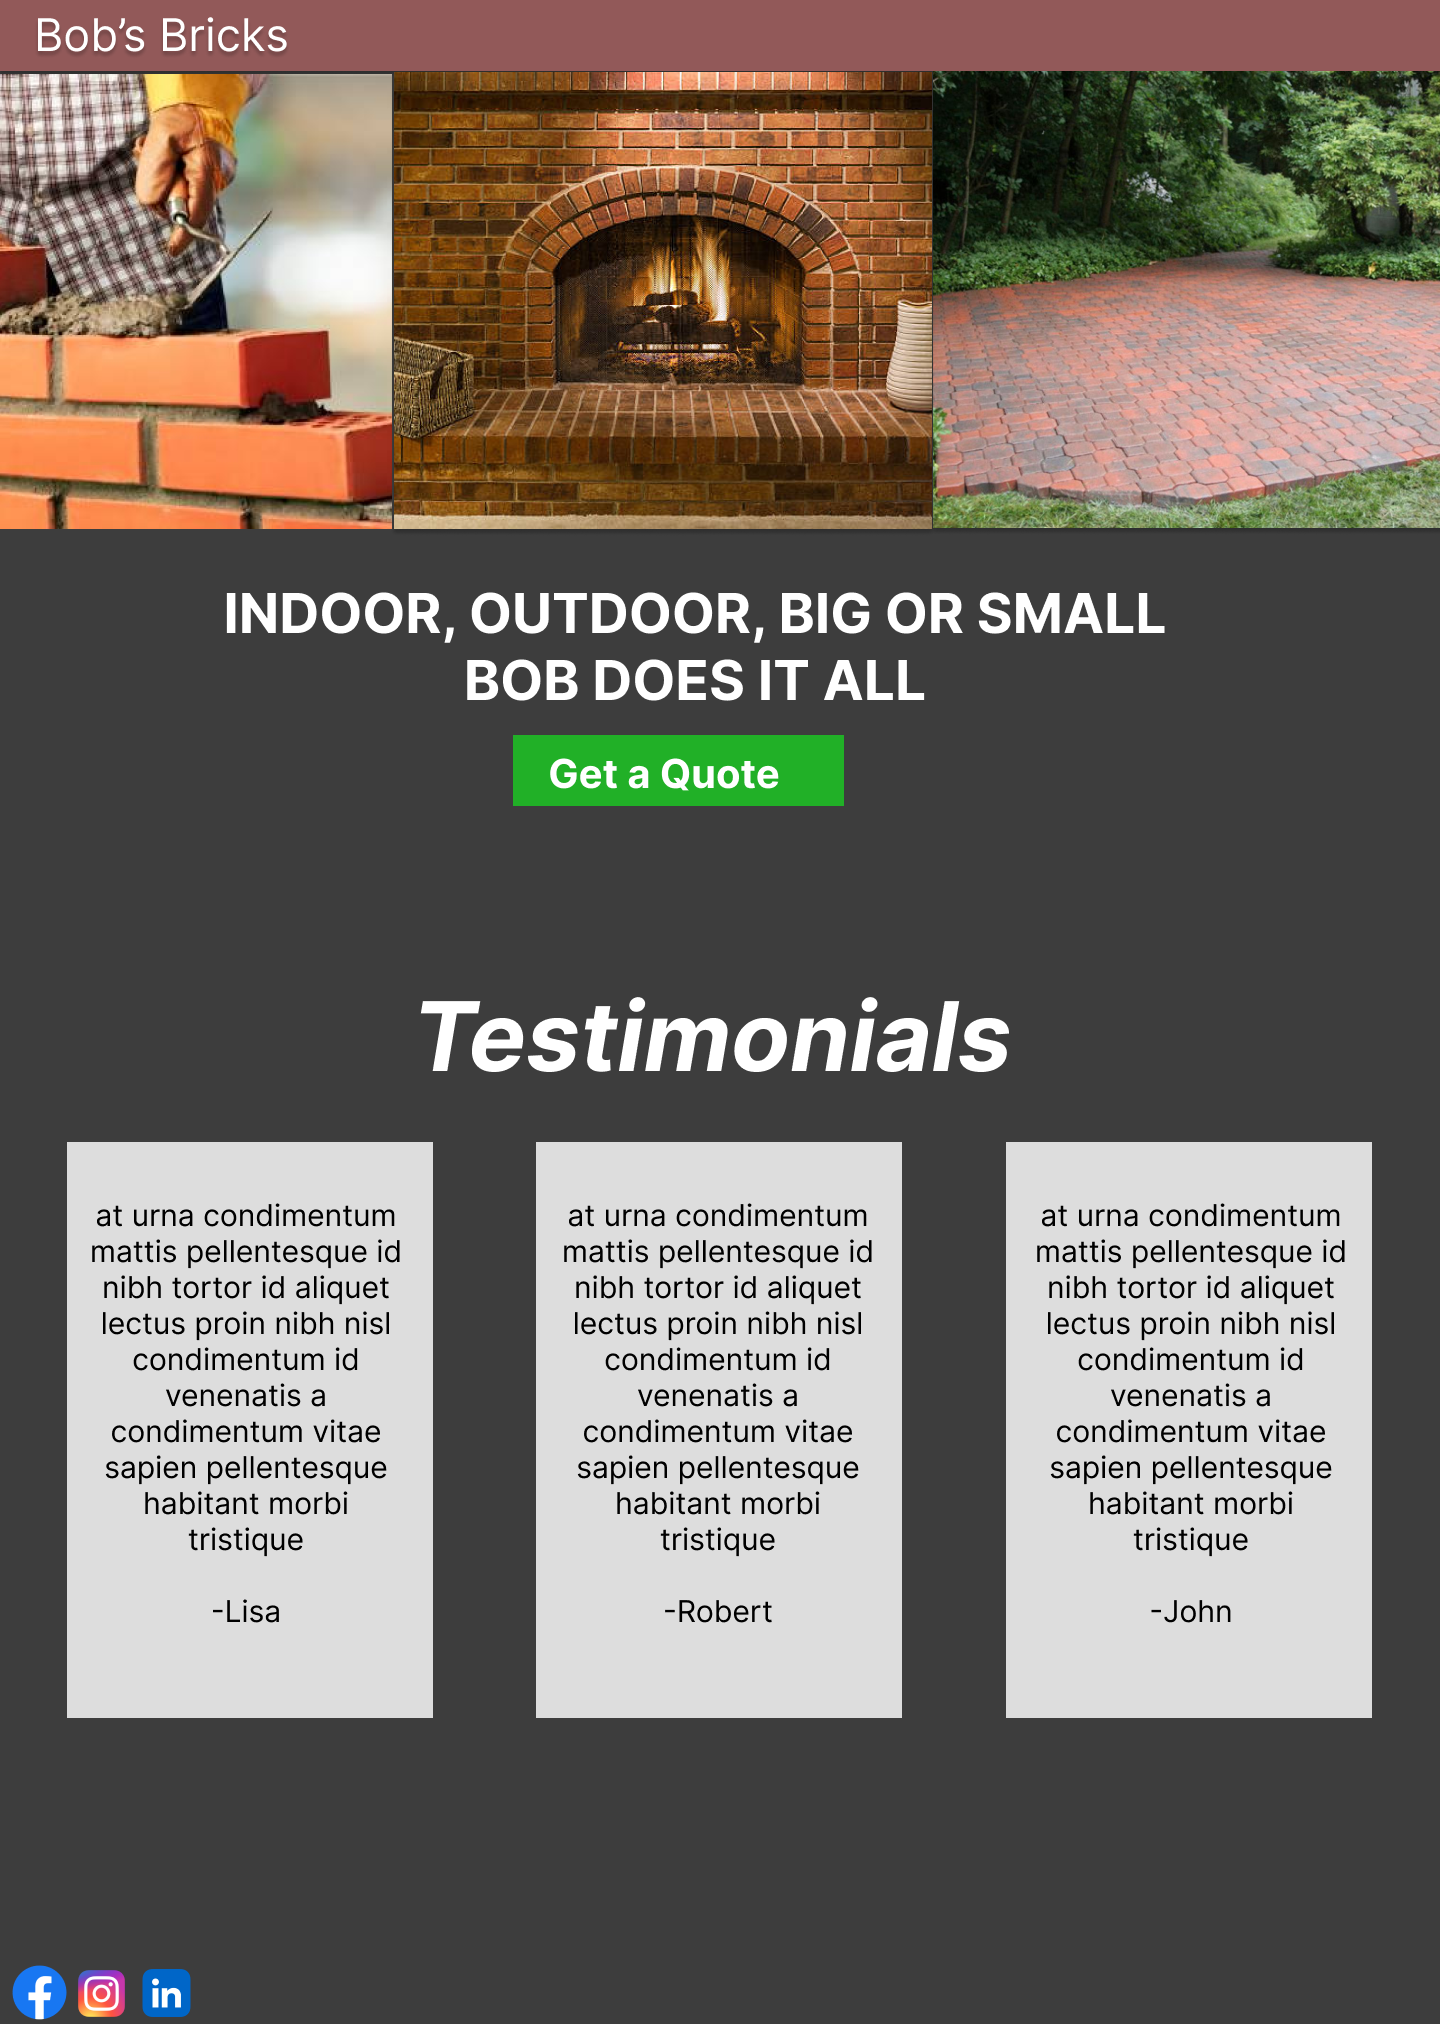 Bob’s Bricks
INDOOR, OUTDOOR, BIG OR SMALL
BOB DOES IT ALL
Get a Quote
Testimonials
at urna condimentum
mattis pellentesque id
nibh tortor id aliquet
lectus proin nibh nisl
condimentum id
venenatis a
condimentum vitae
sapien pellentesque
habitant morbi
tristique
-Lisa
at urna condimentum
mattis pellentesque id
nibh tortor id aliquet
lectus proin nibh nisl
condimentum id
venenatis a
condimentum vitae
sapien pellentesque
habitant morbi
tristique
-Robert
at urna condimentum
mattis pellentesque id
nibh tortor id aliquet
lectus proin nibh nisl
condimentum id
venenatis a
condimentum vitae
sapien pellentesque
habitant morbi
tristique
-John
f
in